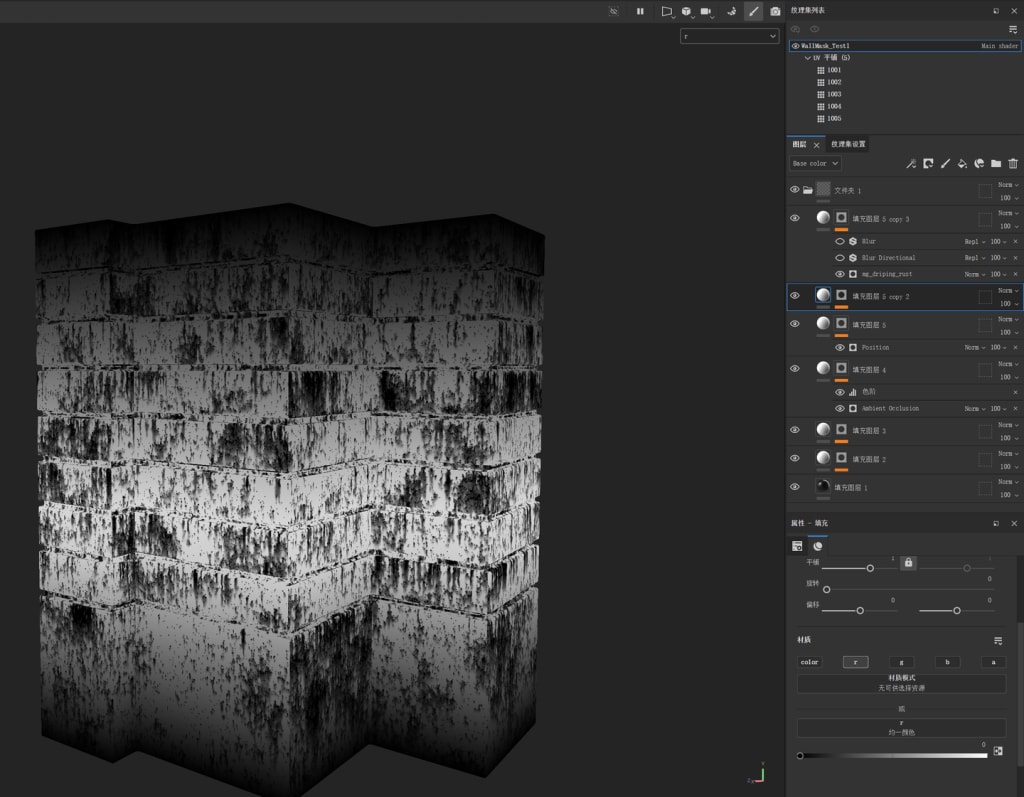 纹理集列表
r
WallMask_Test1 Main shader
UV 平铺 (5)
1001
1002
1003
1004
1005
图层 纹理集设置
Base color
文件夹 1 Norm 100
填充图层 5 copy 3 Norm 100
Blur Repl 100
Blur Directional Repl 100
mg_driping_rust Norm 100
填充图层 5 copy 2 Norm 100
填充图层 5 Norm 100
Position Norm 100
填充图层 4 Norm 100
色阶
Ambient Occlusion Norm 100
填充图层 3 Norm 100
填充图层 2 Norm 100
填充图层 1 Norm 100
属性 - 填充
平铺 1
旋转 0
偏移 0 0
材质
color r g b a
材质模式
无可供选择资源
或
r
均一颜色
0
Y